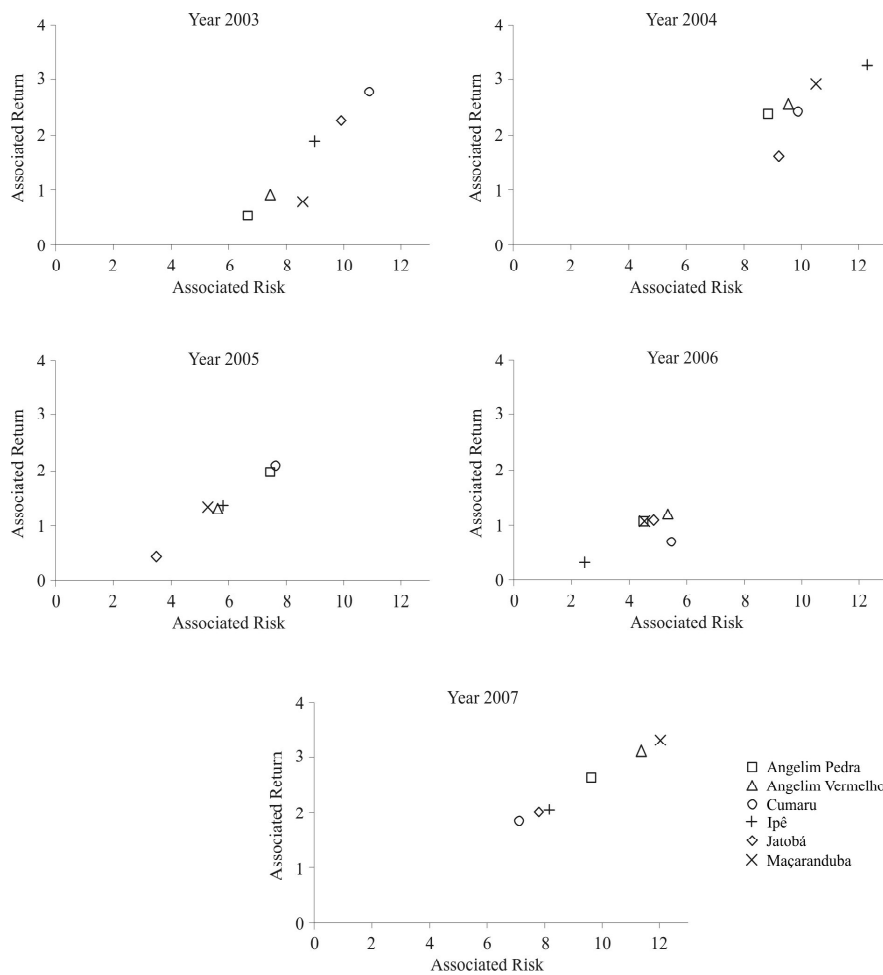 Year 2003
4
3
2
1
0
Associated Return
0 2 4 6 8 10 12
Associated Risk
Year 2004
4
3
2
1
0
Associated Return
0 2 4 6 8 10 12
Associated Risk
Year 2005
4
3
2
1
0
Associated Return
0 2 4 6 8 10 12
Associated Risk
Year 2006
4
3
2
1
0
Associated Return
0 2 4 6 8 10 12
Associated Risk
Year 2007
4
3
2
1
0
Associated Return
0 2 4 6 8 10 12
Associated Risk
Angelim Pedra
Angelim Vermelho
Cumaru
Ipê
Jatobá
Maçaranduba